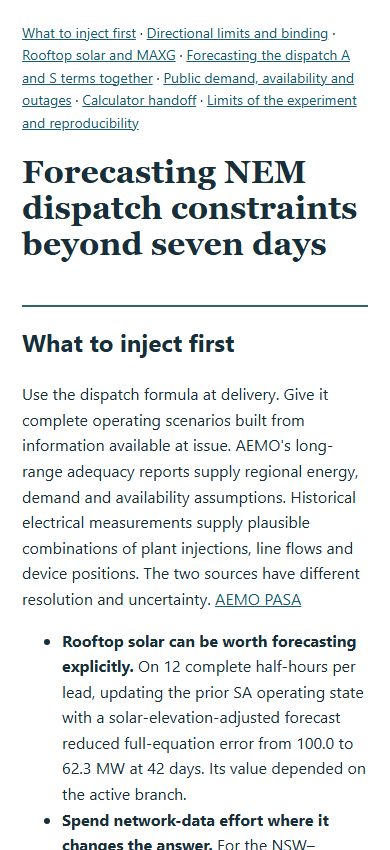 What to inject first · Directional limits and binding ·
Rooftop solar and MAXG · Forecasting the dispatch A
and S terms together · Public demand, availability and
outages · Calculator handoff · Limits of the experiment
and reproducibility
Forecasting NEM
dispatch constraints
beyond seven days
What to inject first
Use the dispatch formula at delivery. Give it
complete operating scenarios built from
information available at issue. AEMO's long-
range adequacy reports supply regional energy,
demand and availability assumptions. Historical
electrical measurements supply plausible
combinations of plant injections, line flows and
device positions. The two sources have different
resolution and uncertainty. AEMO PASA
• Rooftop solar can be worth forecasting
explicitly. On 12 complete half-hours per
lead, updating the prior SA operating state
with a solar-elevation-adjusted forecast
reduced full-equation error from 100.0 to
62.3 MW at 42 days. Its value depended on
the active branch.
• Spend network-data effort where it
changes the answer. For the NSW–